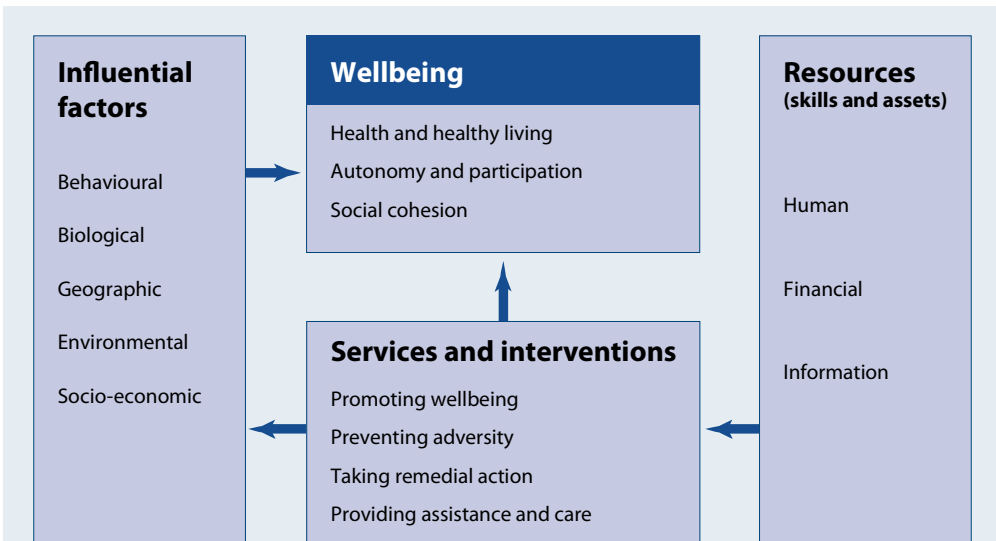 Influential
factors
Behavioural
Biological
Geographic
Environmental
Socio-economic
Wellbeing
Health and healthy living
Autonomy and participation
Social cohesion
Services and interventions
Promoting wellbeing
Preventing adversity
Taking remedial action
Providing assistance and care
Resources
(skills and assets)
Human
Financial
Information